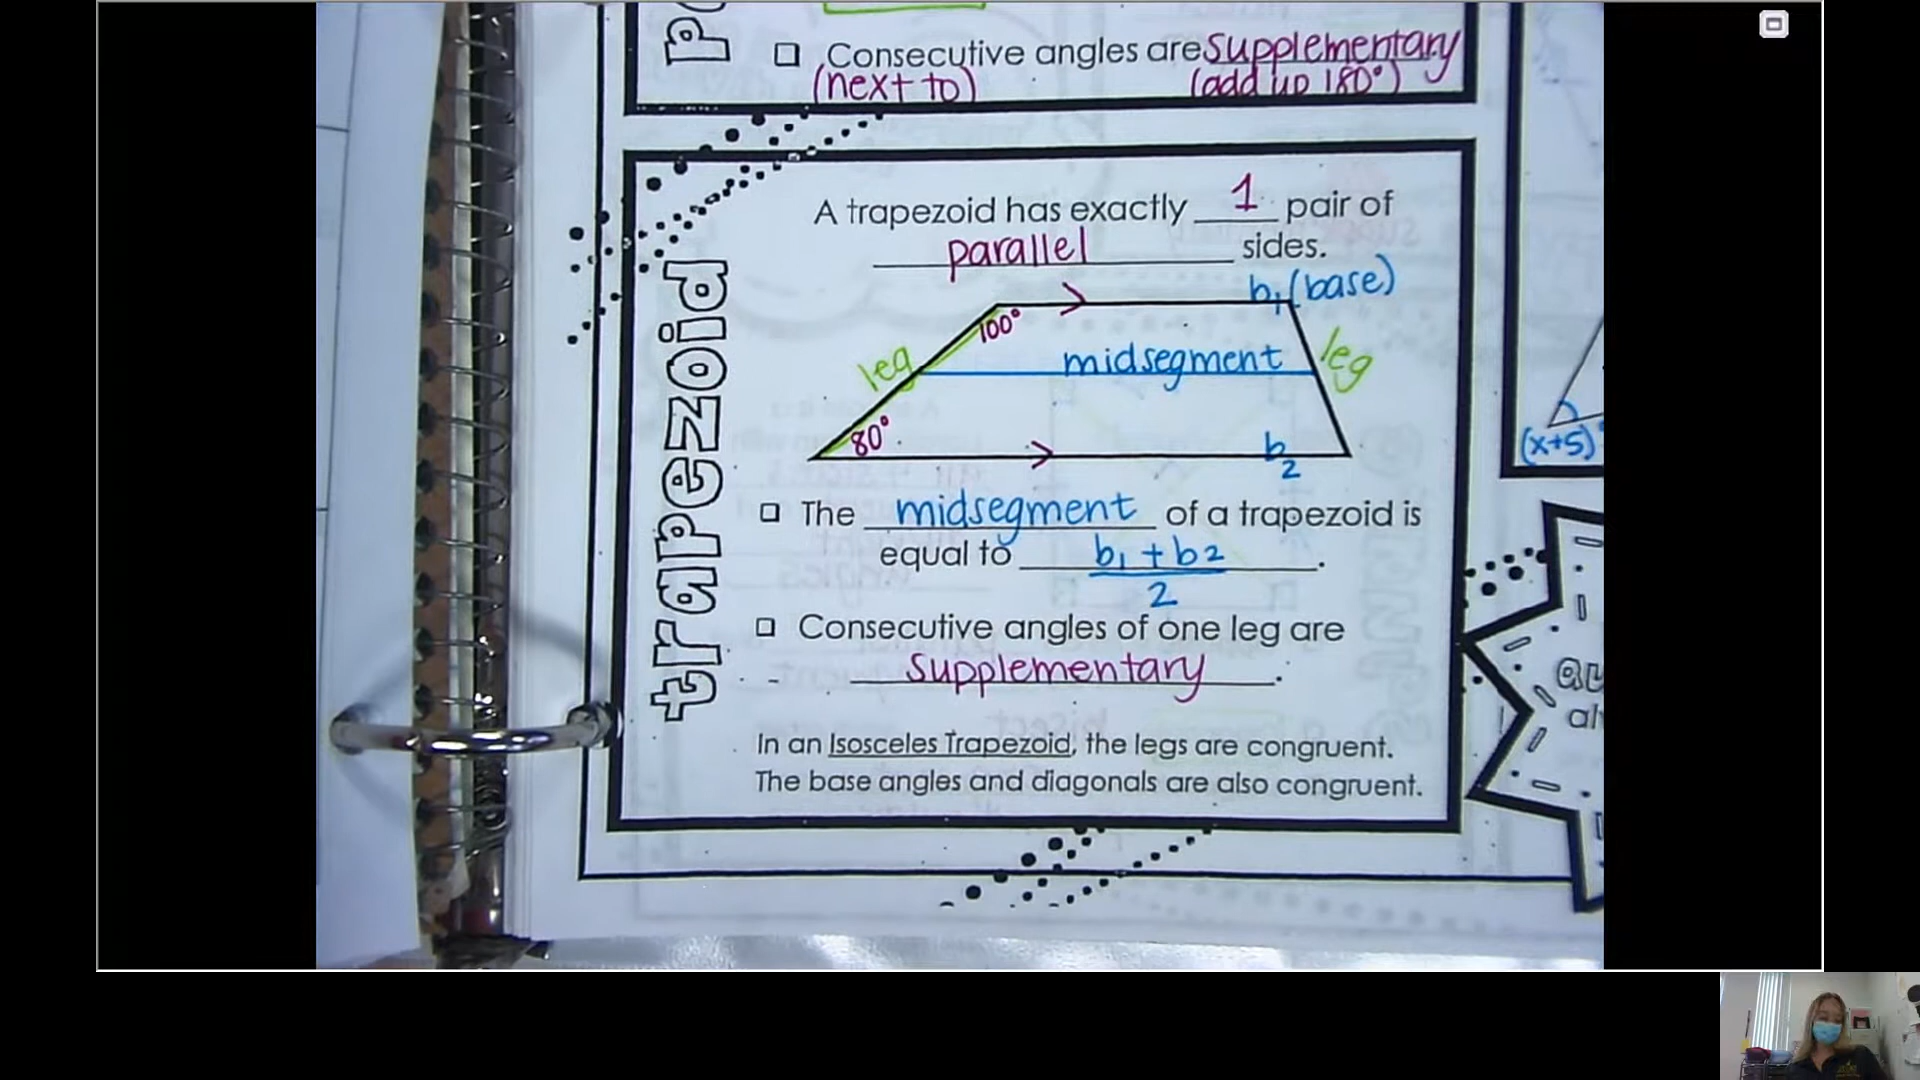 Consecutive angles are supplementary
(next to) (add up 180°)
trapezoid
A trapezoid has exactly 1 pair of
parallel sides.
b₁ (base)
100°
leg midsegment leg
80°
b₂
(x+5)°
The midsegment of a trapezoid is
equal to b₁ + b₂
2
Consecutive angles of one leg are
supplementary.
In an Isosceles Trapezoid, the legs are congruent.
The base angles and diagonals are also congruent.